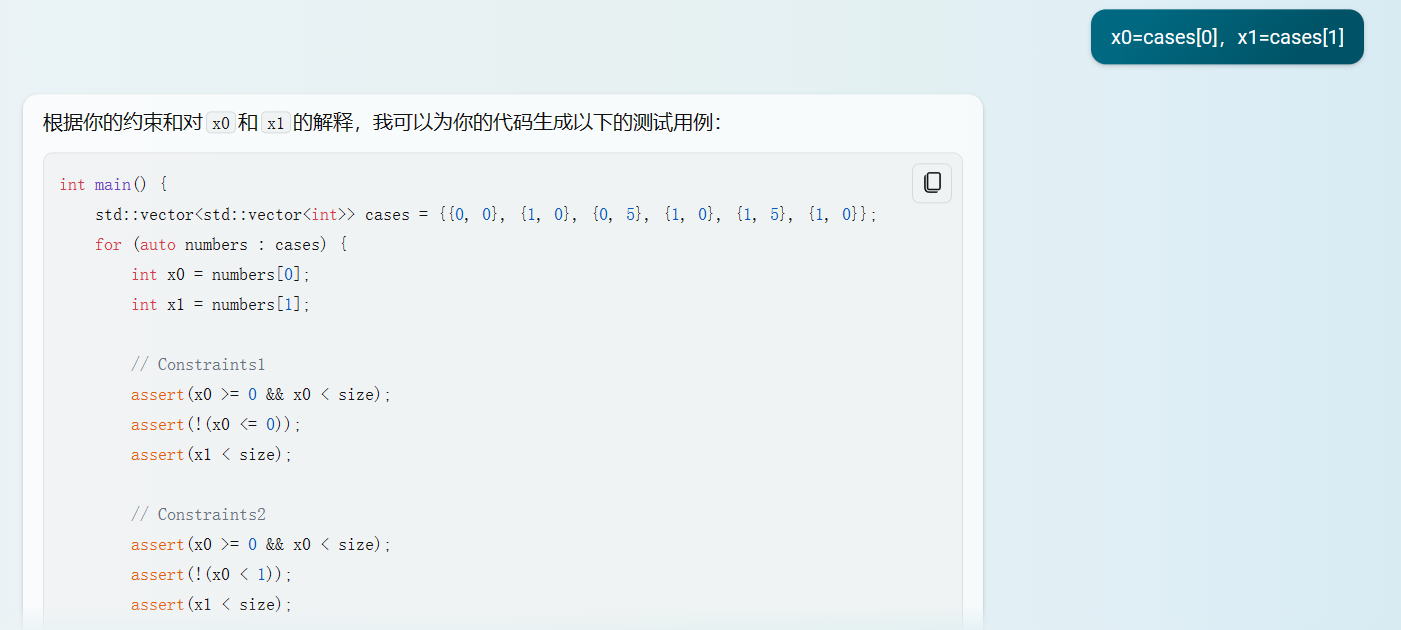 x0=cases[0]，x1=cases[1]
根据你的约束和对 x0 和 x1 的解释，我可以为你的代码生成以下的测试用例：
int main() {
    std::vector<std::vector<int>> cases = {{0, 0}, {1, 0}, {0, 5}, {1, 0}, {1, 5}, {1, 0}};
    for (auto numbers : cases) {
        int x0 = numbers[0];
        int x1 = numbers[1];
        // Constraints1
        assert(x0 >= 0 && x0 < size);
        assert(!(x0 <= 0));
        assert(x1 < size);
        // Constraints2
        assert(x0 >= 0 && x0 < size);
        assert(!(x0 < 1));
        assert(x1 < size);